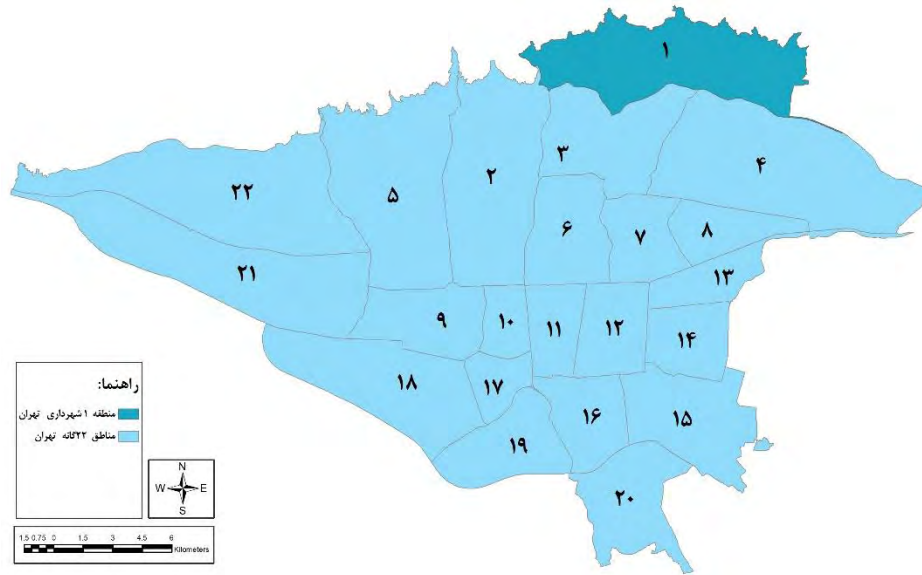 ۱
۴
۳
۲
۵
۲۲
۶
۷
۸
۲۱
۱۳
۹
۱۰
۱۱
۱۲
۱۴
۱۸
۱۷
۱۶
۱۵
۱۹
۲۰
راهنما:
منطقه ۱ شهرداری تهران
مناطق ۲۲گانه تهران
N
W E
S
1.5 0.75 0 1.5 3 4.5 6
Kilometers